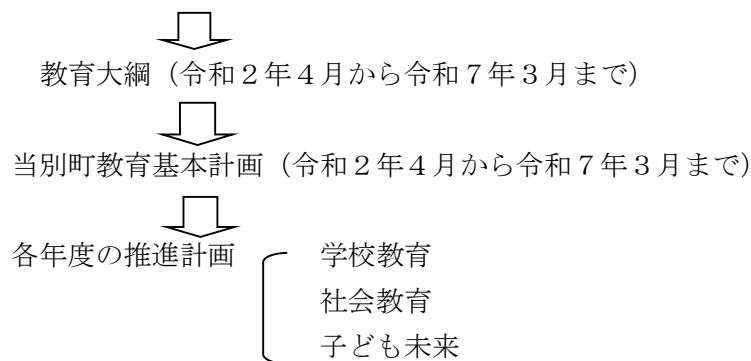 教育大綱（令和２年４月から令和７年３月まで）
当別町教育基本計画（令和２年４月から令和７年３月まで）
各年度の推進計画　学校教育
社会教育
子ども未来